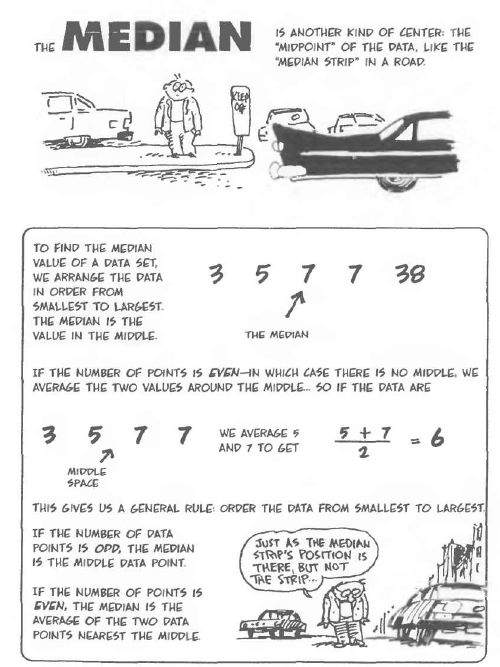 THE MEDIAN
IS ANOTHER KIND OF CENTER: THE
"MIDPOINT" OF THE DATA, LIKE THE
"MEDIAN STRIP" IN A ROAD.
KEEP
OFF
TO FIND THE MEDIAN
VALUE OF A DATA SET,
WE ARRANGE THE DATA
IN ORDER FROM
SMALLEST TO LARGEST.
THE MEDIAN IS THE
VALUE IN THE MIDDLE.
3 5 7 7 38
THE MEDIAN
IF THE NUMBER OF POINTS IS EVEN—IN WHICH CASE THERE IS NO MIDDLE, WE
AVERAGE THE TWO VALUES AROUND THE MIDDLE... SO IF THE DATA ARE
3 5 7 7
MIDDLE
SPACE
WE AVERAGE 5
AND 7 TO GET
5 + 7
2
= 6
THIS GIVES US A GENERAL RULE: ORDER THE DATA FROM SMALLEST TO LARGEST.
IF THE NUMBER OF DATA
POINTS IS ODD, THE MEDIAN
IS THE MIDDLE DATA POINT.
IF THE NUMBER OF POINTS IS
EVEN, THE MEDIAN IS THE
AVERAGE OF THE TWO DATA
POINTS NEAREST THE MIDDLE.
JUST AS THE MEDIAN
STRIP'S POSITION IS
THERE, BUT NOT
THE STRIP...